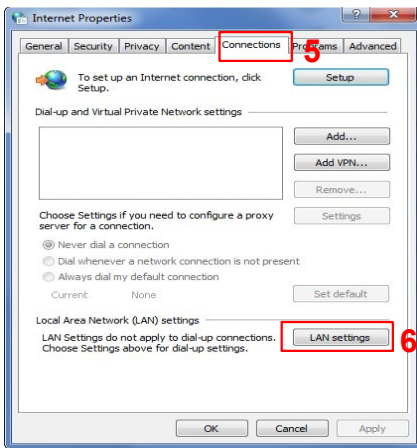 Internet Properties
General Security Privacy Content Connections Programs Advanced
5
To set up an Internet connection, click
Setup.
Setup
Dial-up and Virtual Private Network settings
Add...
Add VPN...
Remove...
Choose Settings if you need to configure a proxy
server for a connection.
Settings
Never dial a connection
Dial whenever a network connection is not present
Always dial my default connection
Current None
Set default
Local Area Network (LAN) settings
LAN Settings do not apply to dial-up connections.
Choose Settings above for dial-up settings.
LAN settings
6
OK Cancel Apply